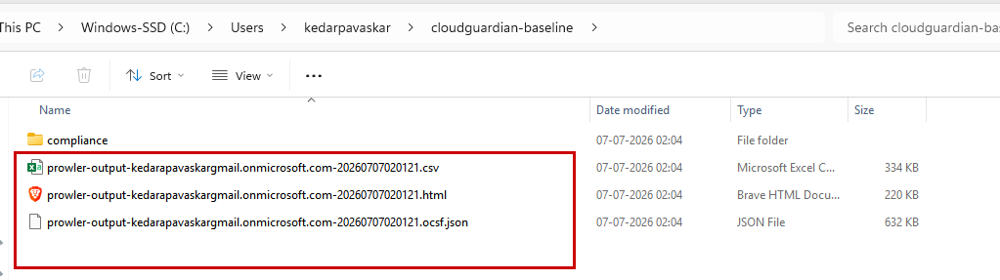 This PC > Windows-SSD (C:) > Users > kedarpavaskar > cloudguardian-baseline > Search cloudguardian-ba
Sort View ...
Name Date modified Type Size
compliance 07-07-2026 02:04 File folder
prowler-output-kedarapavaskargmail.onmicrosoft.com-20260707020121.csv 07-07-2026 02:04 Microsoft Excel C... 334 KB
prowler-output-kedarapavaskargmail.onmicrosoft.com-20260707020121.html 07-07-2026 02:04 Brave HTML Docu... 220 KB
prowler-output-kedarapavaskargmail.onmicrosoft.com-20260707020121.ocsf.json 07-07-2026 02:04 JSON File 632 KB